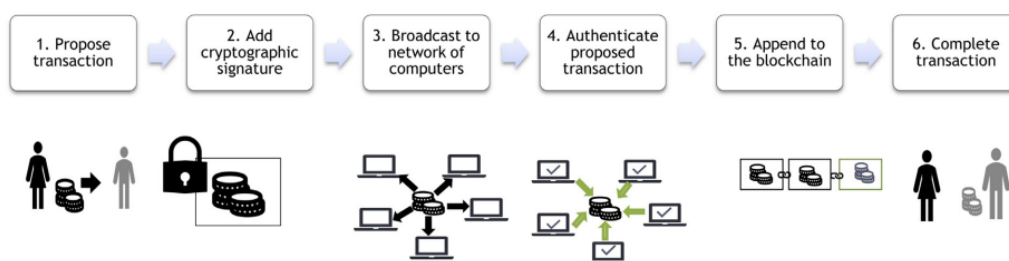 1. Propose
transaction
2. Add
cryptographic
signature
3. Broadcast to
network of
computers
4. Authenticate
proposed
transaction
5. Append to
the blockchain
6. Complete
transaction